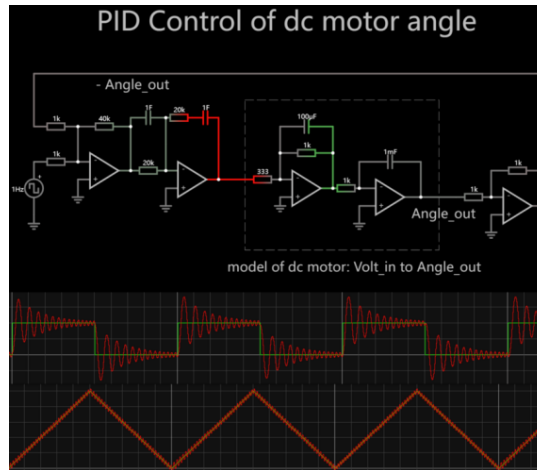 PID Control of dc motor angle
- Angle_out
1k
40k
1F
20k
1F
1k
20k
1Hz
333
100µF
1k
1k
1mF
1k
1k
Angle_out
model of dc motor: Volt_in to Angle_out